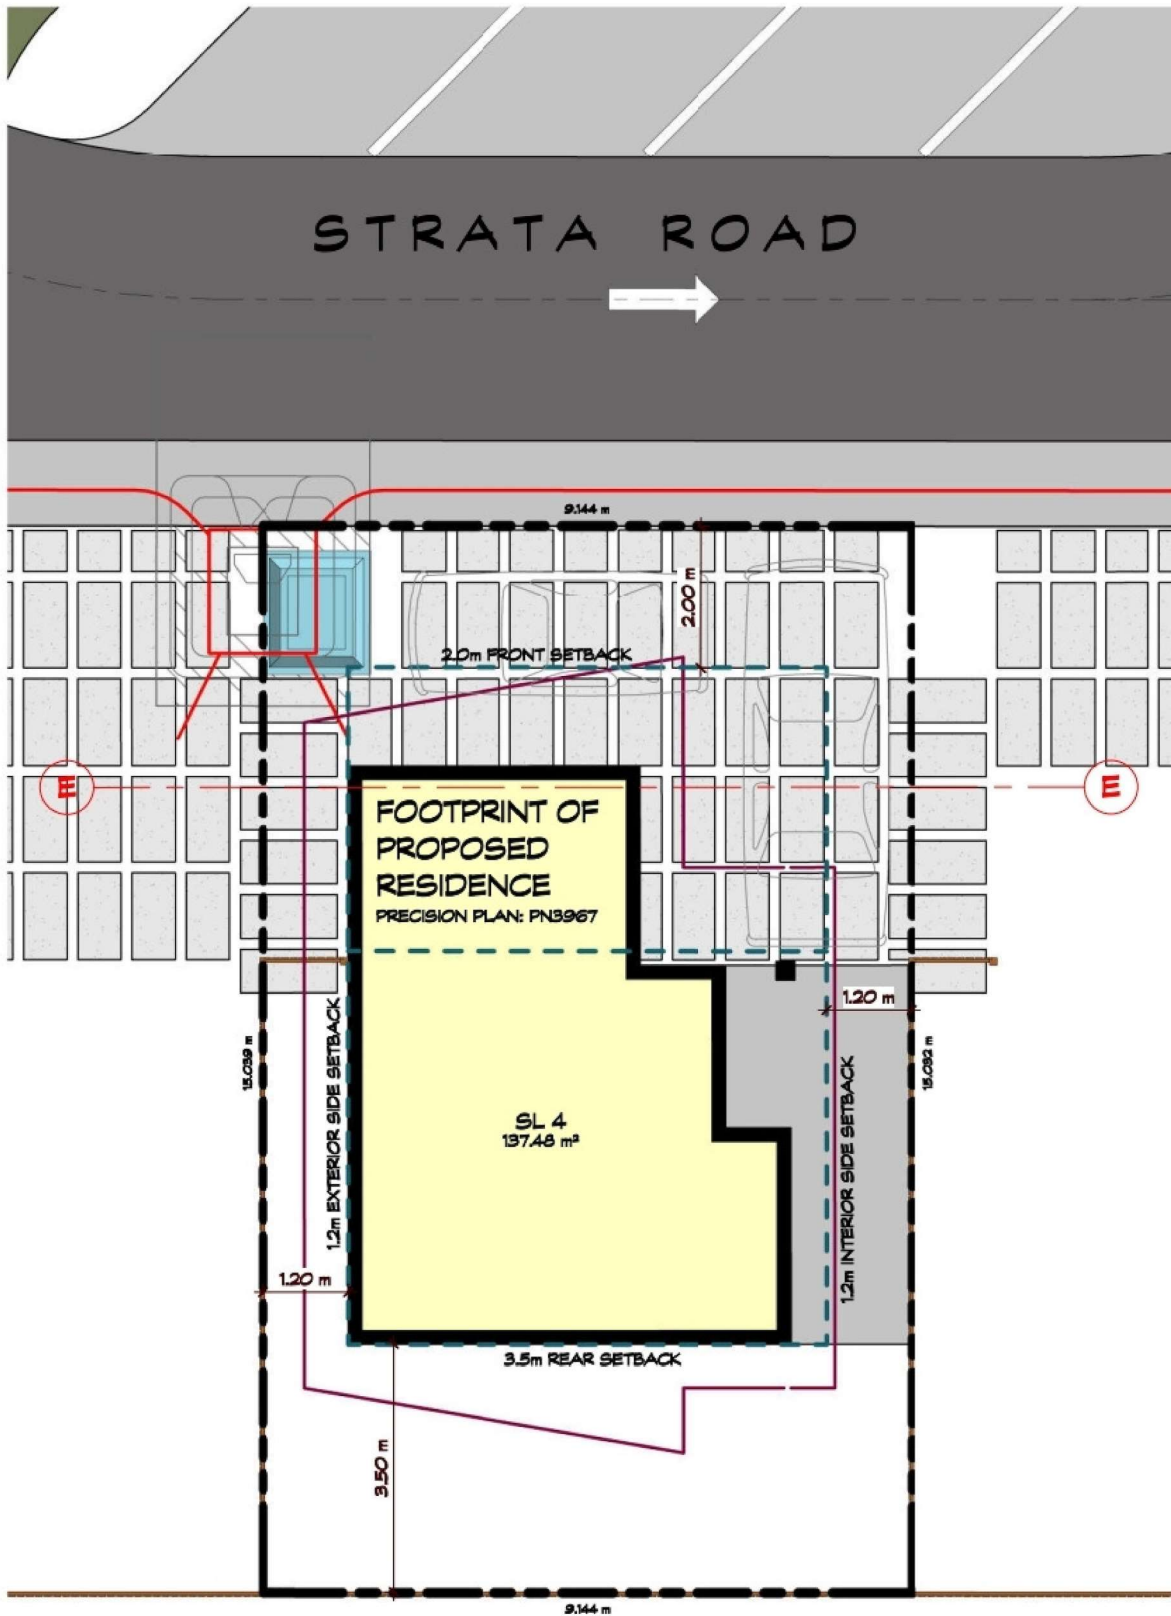 STRATA ROAD
9.144 m
2.00 m
2.0m FRONT SETBACK
E
E
FOOTPRINT OF
PROPOSED
RESIDENCE
PRECISION PLAN: PN3967
1.20 m
15.039 m
1.2m EXTERIOR SIDE SETBACK
SL 4
137.48 m²
1.2m INTERIOR SIDE SETBACK
15.032 m
1.20 m
3.5m REAR SETBACK
3.50 m
9.144 m